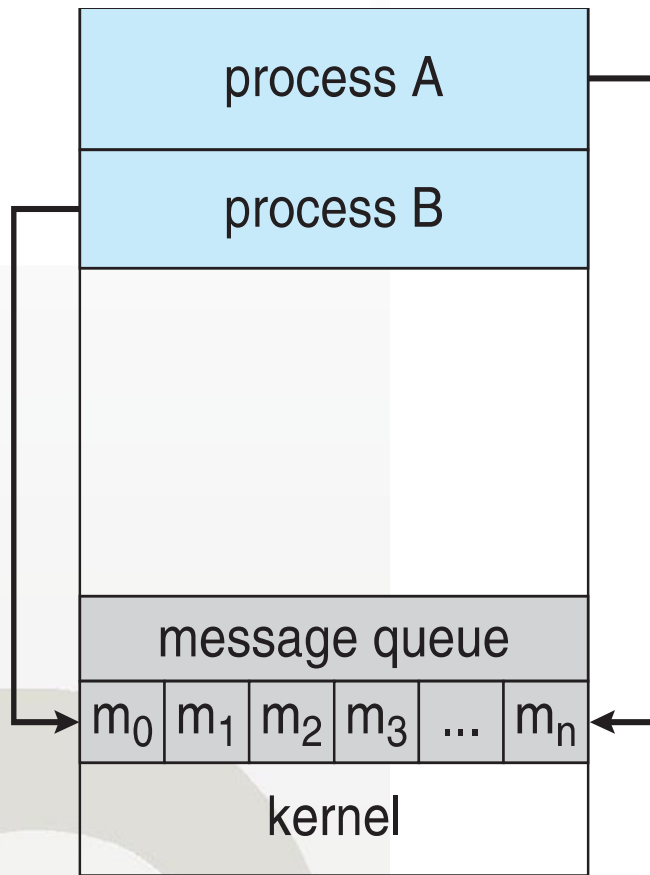 process A
process B
message queue
m₀ m₁ m₂ m₃ ... mₙ
kernel